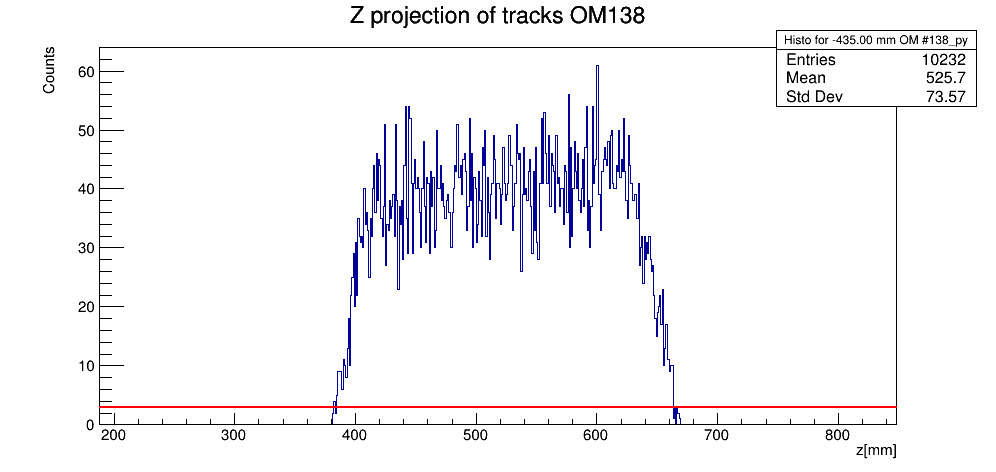 Z projection of tracks OM138
Histo for -435.00 mm OM #138_py
Entries 10232
Mean 525.7
Std Dev 73.57
Counts
60
50
40
30
20
10
0
200 300 400 500 600 700 800
z[mm]